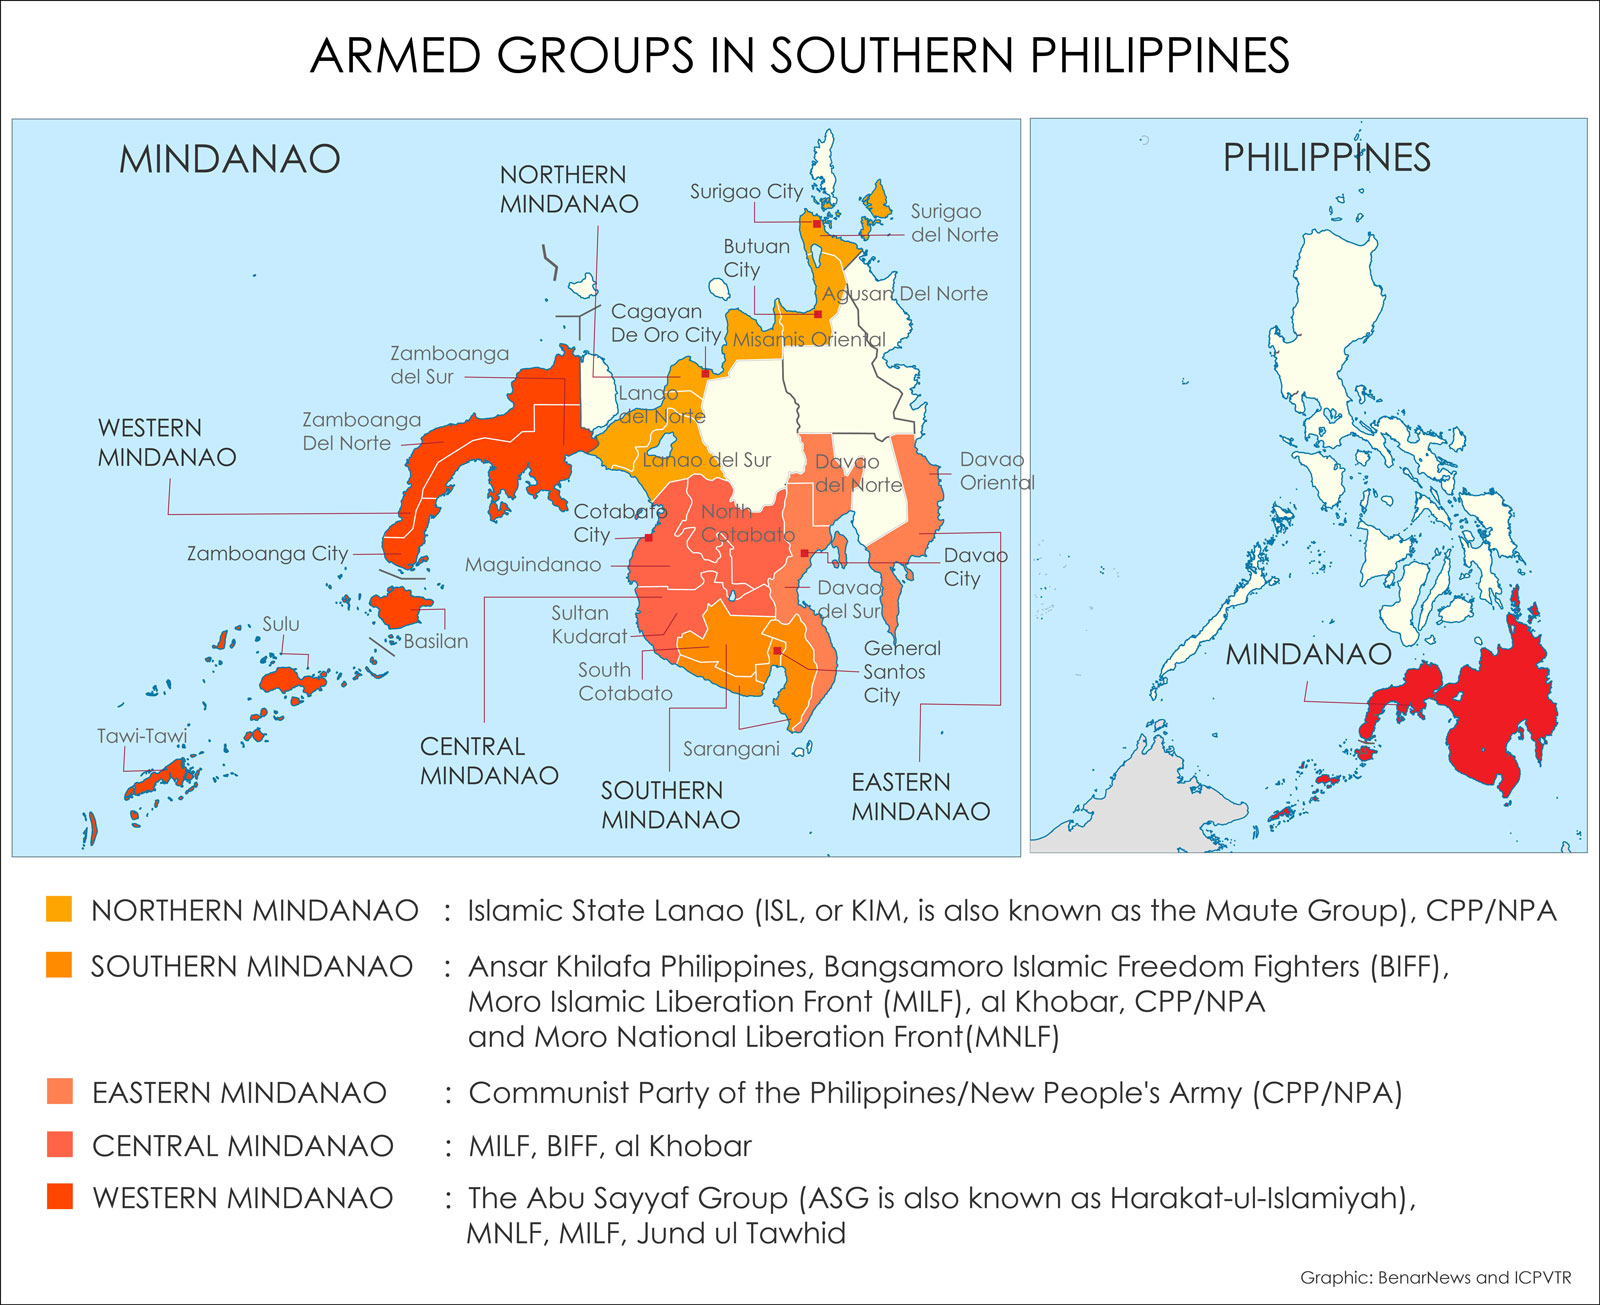 ARMED GROUPS IN SOUTHERN PHILIPPINES
MINDANAO
NORTHERN
MINDANAO
Surigao City
Surigao
del Norte
Butuan
City
Agusan Del Norte
Cagayan
De Oro City
Misamis Oriental
Zamboanga
del Sur
Lanao
del Norte
Zamboanga
Del Norte
WESTERN
MINDANAO
Lanao del Sur
Davao
del Norte
Davao
Oriental
Cotabato
City
North
Cotabato
Zamboanga City
Maguindanao
Davao
City
Davao
del Sur
Sultan
Kudarat
Sulu
Basilan
General
Santos
City
South
Cotabato
Tawi-Tawi
Sarangani
CENTRAL
MINDANAO
SOUTHERN
MINDANAO
EASTERN
MINDANAO
PHILIPPINES
MINDANAO
NORTHERN MINDANAO : Islamic State Lanao (ISL, or KIM, is also known as the Maute Group), CPP/NPA
SOUTHERN MINDANAO : Ansar Khilafa Philippines, Bangsamoro Islamic Freedom Fighters (BIFF),
Moro Islamic Liberation Front (MILF), al Khobar, CPP/NPA
and Moro National Liberation Front(MNLF)
EASTERN MINDANAO : Communist Party of the Philippines/New People's Army (CPP/NPA)
CENTRAL MINDANAO : MILF, BIFF, al Khobar
WESTERN MINDANAO : The Abu Sayyaf Group (ASG is also known as Harakat-ul-Islamiyah),
MNLF, MILF, Jund ul Tawhid
Graphic: BenarNews and ICPVTR